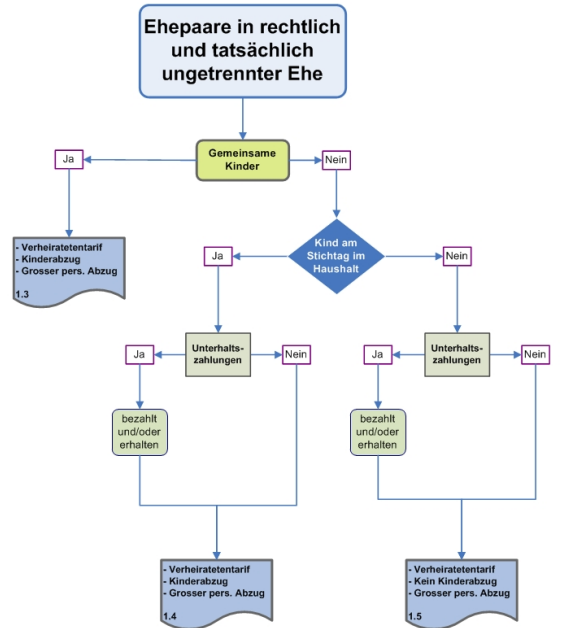 Ehepaare in rechtlich
und tatsächlich
ungetrennter Ehe
Gemeinsame
Kinder
Ja
Nein
- Verheiratetentarif
- Kinderabzug
- Grosser pers. Abzug
1.3
Kind am
Stichtag im
Haushalt
Ja
Nein
Unterhalts-
zahlungen
Ja
Nein
Unterhalts-
zahlungen
Ja
Nein
bezahlt
und/oder
erhalten
bezahlt
und/oder
erhalten
- Verheiratetentarif
- Kinderabzug
- Grosser pers. Abzug
1.4
- Verheiratetentarif
- Kein Kinderabzug
- Grosser pers. Abzug
1.5